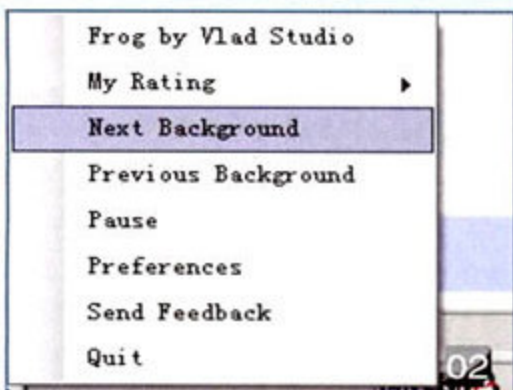 Frog by Vlad Studio
My Rating
Next Background
Previous Background
Pause
Preferences
Send Feedback
Quit
02